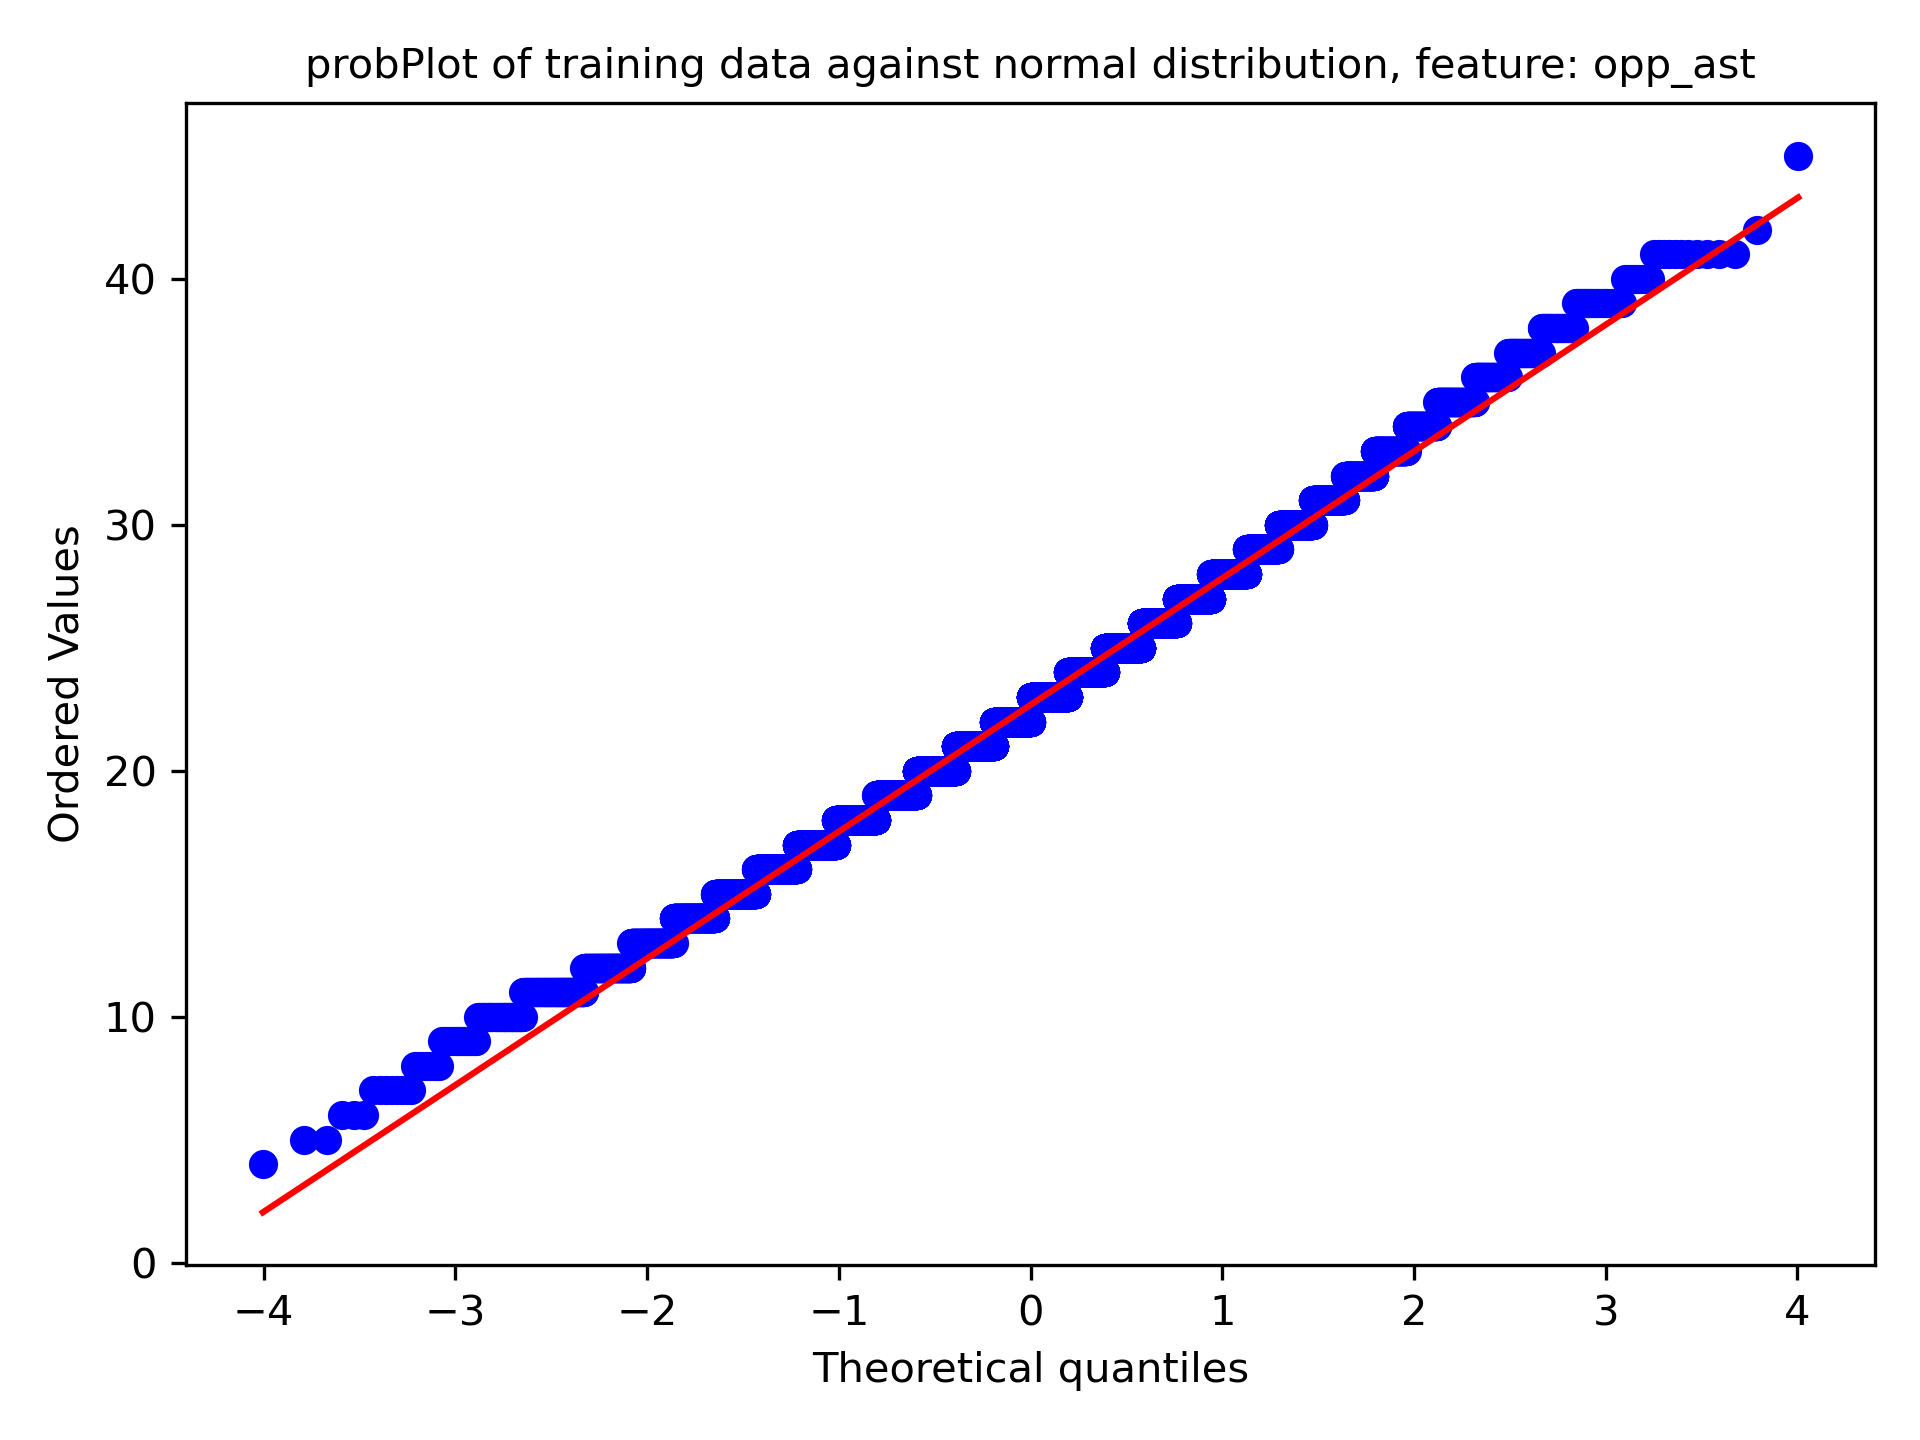 probPlot of training data against normal distribution, feature: opp_ast
Ordered Values
40
30
20
10
0
−4 −3 −2 −1 0 1 2 3 4
Theoretical quantiles